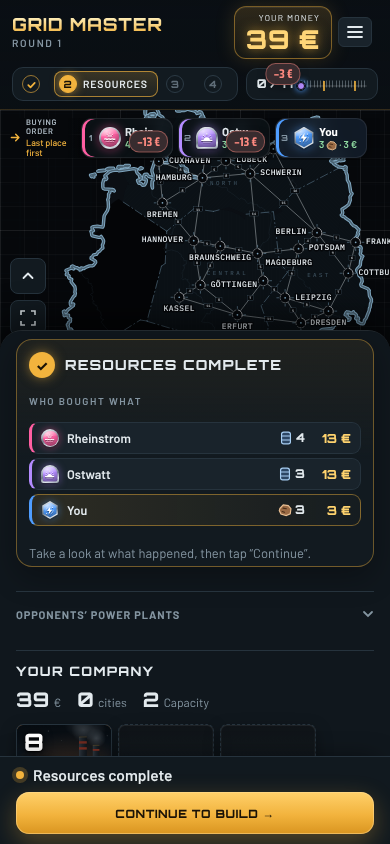 GRID MASTER
ROUND 1
YOUR MONEY
39 €
2 RESOURCES 3 4
-3 €
BUYING
ORDER
Last place
first
1
-13 €
2
-13 €
3 You
3 · 3 €
CUXHAVEN
LÜBECK
HAMBURG
SCHWERIN
NORTH
BREMEN
BERLIN
HANNOVER
POTSDAM
FRANK
BRAUNSCHWEIG
MAGDEBURG
CENTRAL
EAST
COTTBU
GÖTTINGEN
LEIPZIG
KASSEL
ERFURT
DRESDEN
RESOURCES COMPLETE
WHO BOUGHT WHAT
Rheinstrom 4 13 €
Ostwatt 3 13 €
You 3 3 €
Take a look at what happened, then tap “Continue”.
OPPONENTS’ POWER PLANTS
YOUR COMPANY
39 € 0 cities 2 Capacity
8
Resources complete
CONTINUE TO BUILD →